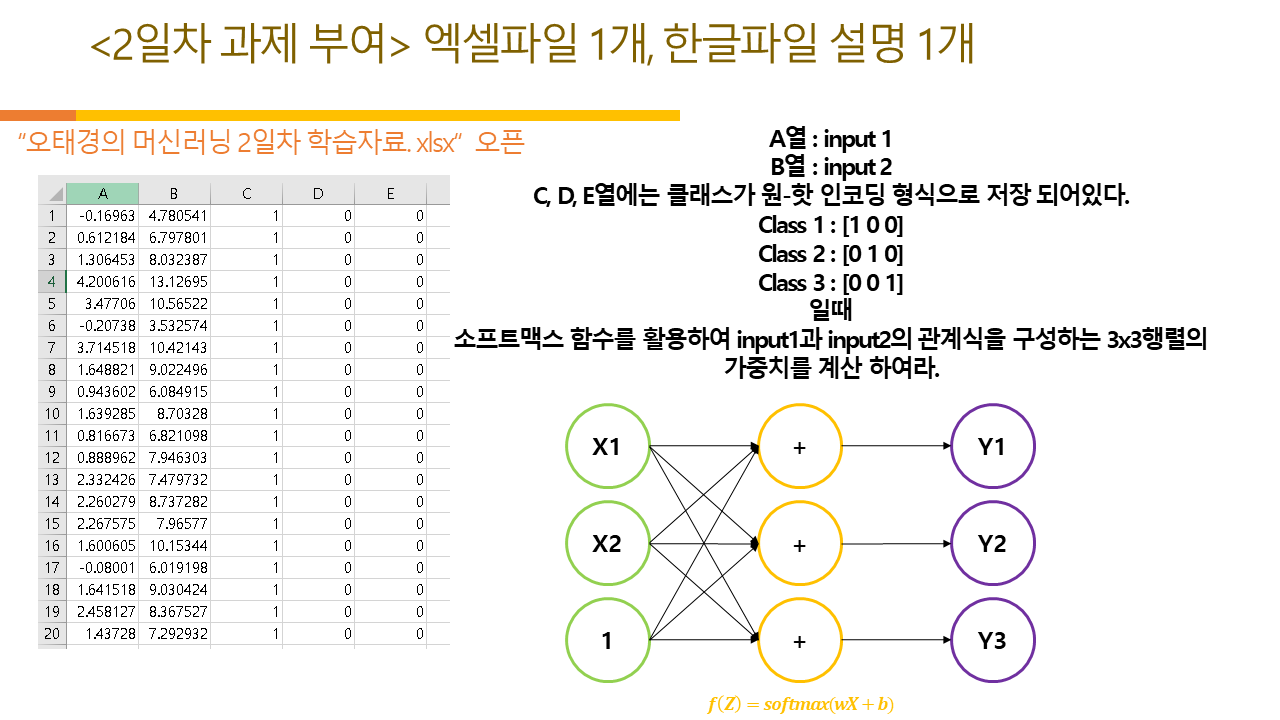 <2일차 과제 부여> 엑셀파일 1개, 한글파일 설명 1개
“오태경의 머신러닝 2일차 학습자료. xlsx“ 오픈
A B C D E
1 -0.16963 4.780541 1 0 0
2 0.612184 6.797801 1 0 0
3 1.306453 8.032387 1 0 0
4 4.200616 13.12695 1 0 0
5 3.47706 10.56522 1 0 0
6 -0.20738 3.532574 1 0 0
7 3.714518 10.42143 1 0 0
8 1.648821 9.022496 1 0 0
9 0.943602 6.084915 1 0 0
10 1.639285 8.70328 1 0 0
11 0.816673 6.821098 1 0 0
12 0.888962 7.946303 1 0 0
13 2.332426 7.479732 1 0 0
14 2.260279 8.737282 1 0 0
15 2.267575 7.96577 1 0 0
16 1.600605 10.15344 1 0 0
17 -0.08001 6.019198 1 0 0
18 1.641518 9.030424 1 0 0
19 2.458127 8.367527 1 0 0
20 1.43728 7.292932 1 0 0
A열 : input 1
B열 : input 2
C, D, E열에는 클래스가 원-핫 인코딩 형식으로 저장 되어있다.
Class 1 : [1 0 0]
Class 2 : [0 1 0]
Class 3 : [0 0 1]
일때
소프트맥스 함수를 활용하여 input1과 input2의 관계식을 구성하는 3x3행렬의
가중치를 계산 하여라.
X1 + Y1
X2 + Y2
1 + Y3
f(Z) = softmax(wX + b)